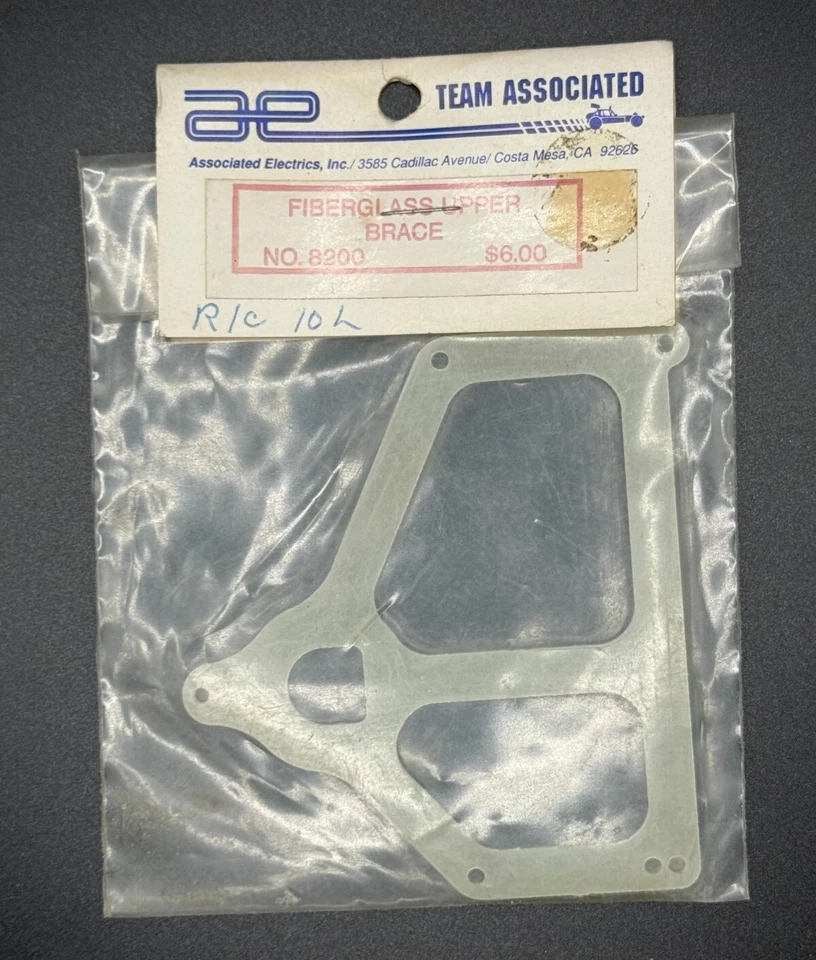 ae TEAM ASSOCIATED
Associated Electrics, Inc./ 3585 Cadillac Avenue/ Costa Mesa, CA 92626
FIBERGLASS UPPER
BRACE
NO. 8200 $6.00
R/C 10L